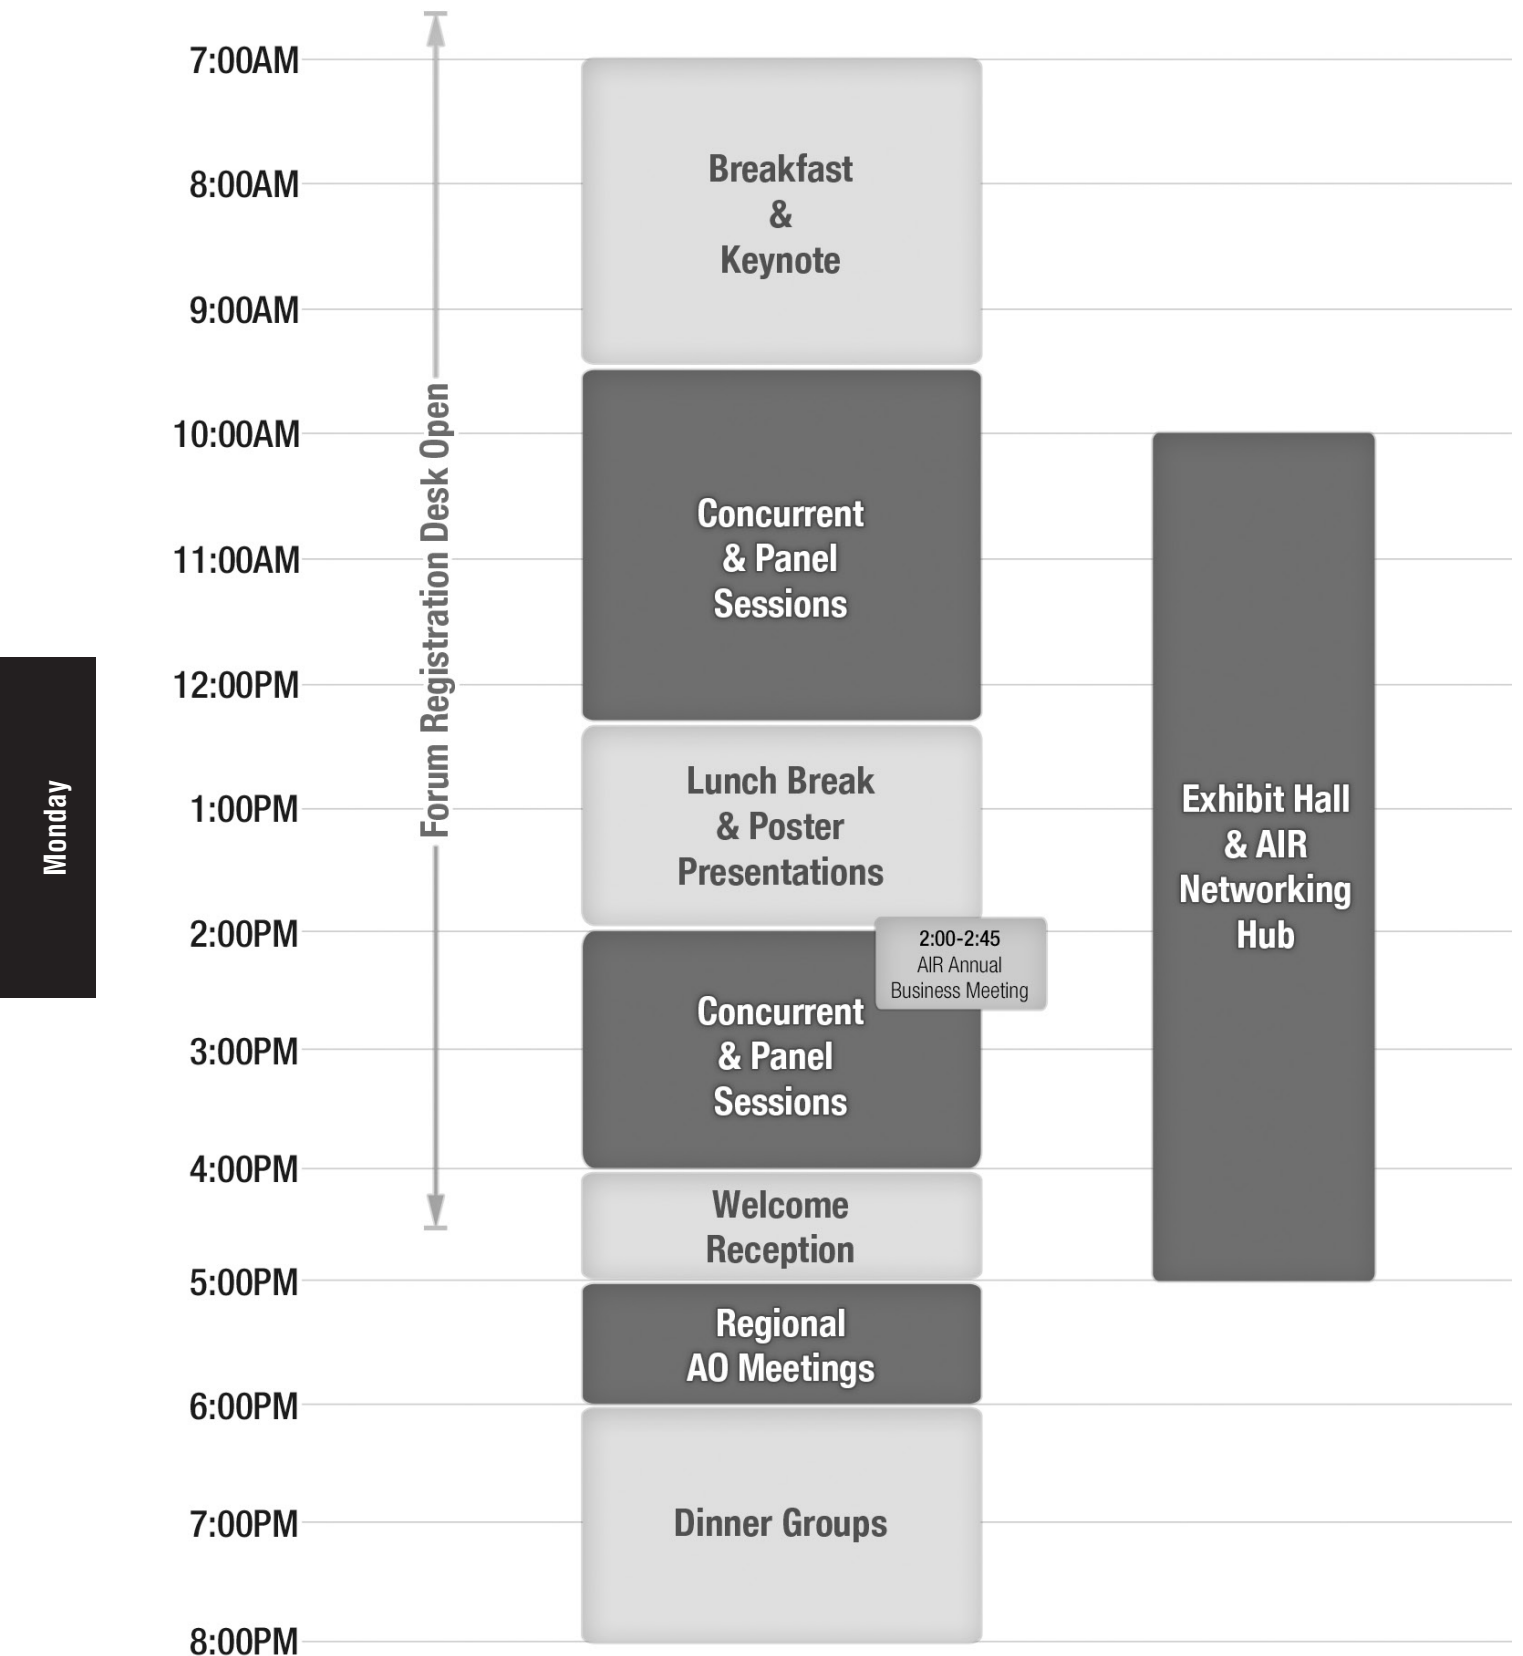 7:00AM
8:00AM
9:00AM
10:00AM
11:00AM
12:00PM
1:00PM
2:00PM
3:00PM
4:00PM
5:00PM
6:00PM
7:00PM
8:00PM
Monday
Forum Registration Desk Open
Breakfast
&
Keynote
Concurrent
& Panel
Sessions
Lunch Break
& Poster
Presentations
2:00-2:45
AIR Annual
Business Meeting
Concurrent
& Panel
Sessions
Welcome
Reception
Regional
AO Meetings
Dinner Groups
Exhibit Hall
& AIR
Networking
Hub